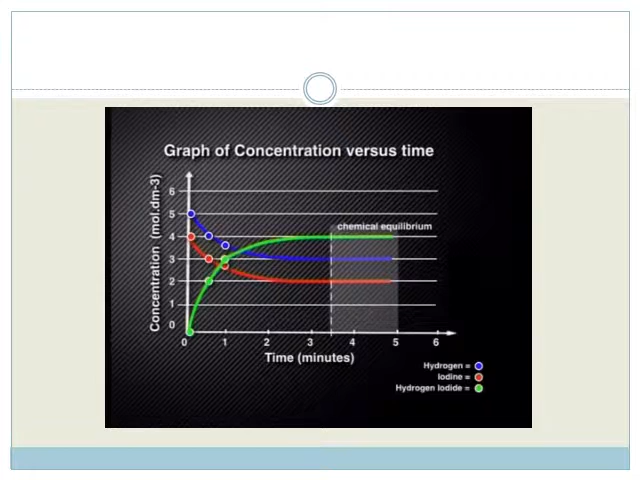 Graph of Concentration versus time
Concentration (mol.dm-3)
6
5
4
3
2
1
0
chemical equilibrium
0 1 2 3 4 5 6
Time (minutes)
Hydrogen =
Iodine =
Hydrogen Iodide =